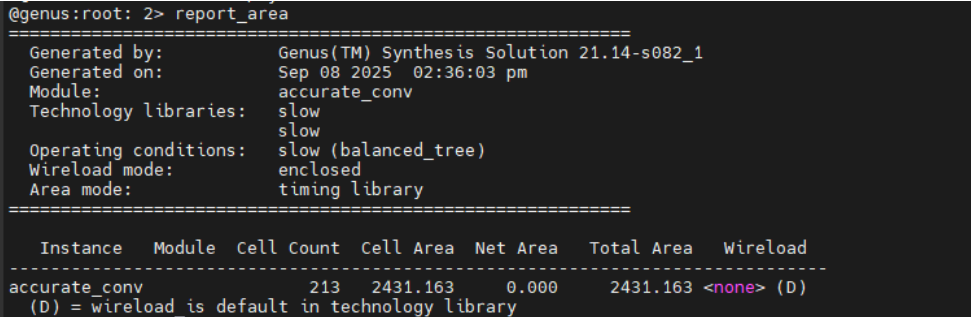 @genus:root: 2> report_area
============================================================
Generated by: Genus(TM) Synthesis Solution 21.14-s082_1
Generated on: Sep 08 2025 02:36:03 pm
Module: accurate_conv
Technology libraries: slow
slow
Operating conditions: slow (balanced_tree)
Wireload mode: enclosed
Area mode: timing library
============================================================
Instance Module Cell Count Cell Area Net Area Total Area Wireload
-------------------------------------------------------------------------------
accurate_conv 213 2431.163 0.000 2431.163 <none> (D)
(D) = wireload is default in technology library